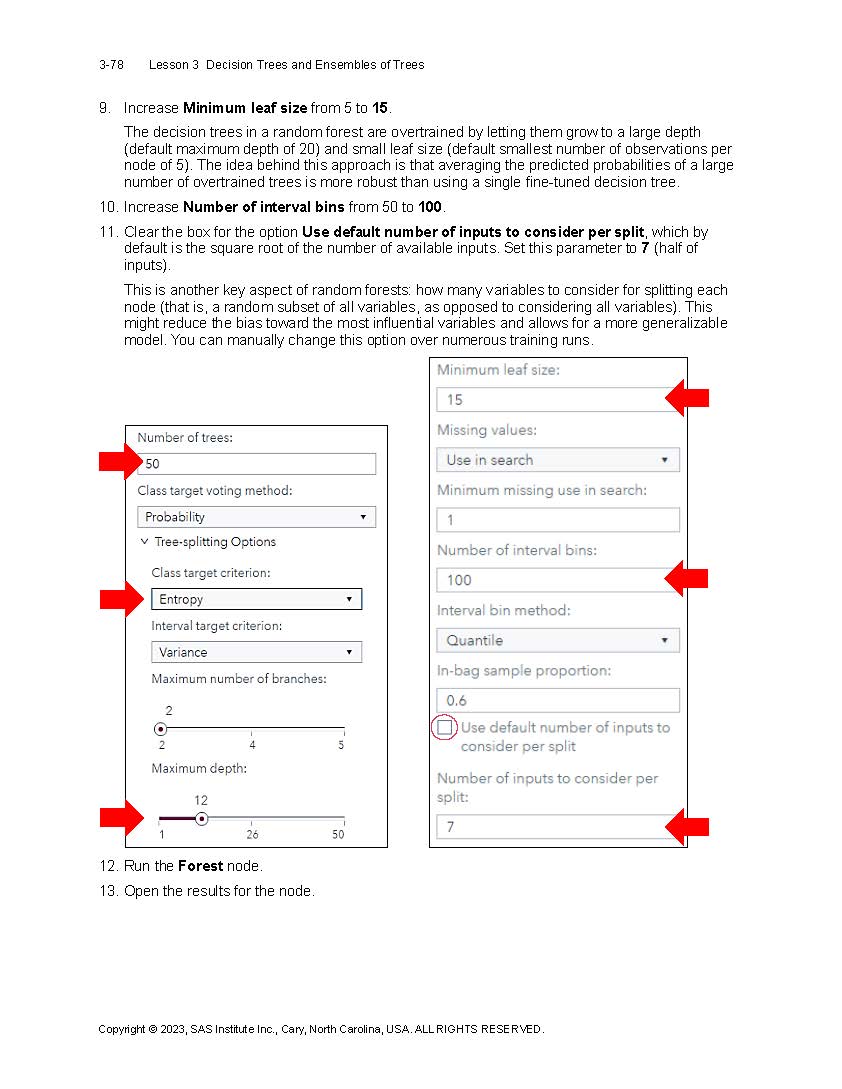 3-78 Lesson 3 Decision Trees and Ensembles of Trees
9. Increase Minimum leaf size from 5 to 15.
The decision trees in a random forest are overtrained by letting them grow to a large depth
(default maximum depth of 20) and small leaf size (default smallest number of observations per
node of 5). The idea behind this approach is that averaging the predicted probabilities of a large
number of overtrained trees is more robust than using a single fine-tuned decision tree.
10. Increase Number of interval bins from 50 to 100.
11. Clear the box for the option Use default number of inputs to consider per split, which by
default is the square root of the number of available inputs. Set this parameter to 7 (half of
inputs).
This is another key aspect of random forests: how many variables to consider for splitting each
node (that is, a random subset of all variables, as opposed to considering all variables). This
might reduce the bias toward the most influential variables and allows for a more generalizable
model. You can manually change this option over numerous training runs.
Number of trees:
50
Class target voting method:
Probability
Tree-splitting Options
Class target criterion:
Entropy
Interval target criterion:
Variance
Maximum number of branches:
2
2 4 5
Maximum depth:
12
1 26 50
Minimum leaf size:
15
Missing values:
Use in search
Minimum missing use in search:
1
Number of interval bins:
100
Interval bin method:
Quantile
In-bag sample proportion:
0.6
Use default number of inputs to
consider per split
Number of inputs to consider per
split:
7
12. Run the Forest node.
13. Open the results for the node.
Copyright © 2023, SAS Institute Inc., Cary, North Carolina, USA. ALL RIGHTS RESERVED.